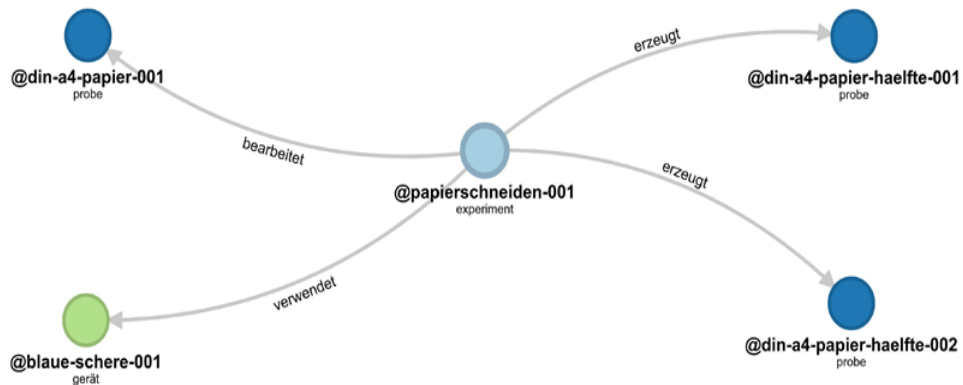 @din-a4-papier-001
probe
bearbeitet
erzeugt
@din-a4-papier-haelfte-001
probe
@papierschneiden-001
experiment
erzeugt
verwendet
@blaue-schere-001
gerät
@din-a4-papier-haelfte-002
probe